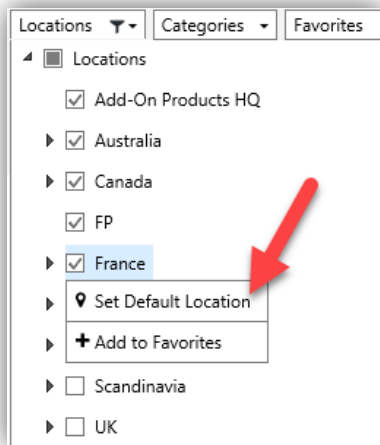 Locations Categories Favorites
Locations
Add-On Products HQ
Australia
Canada
FP
France
Set Default Location
Add to Favorites
Scandinavia
UK